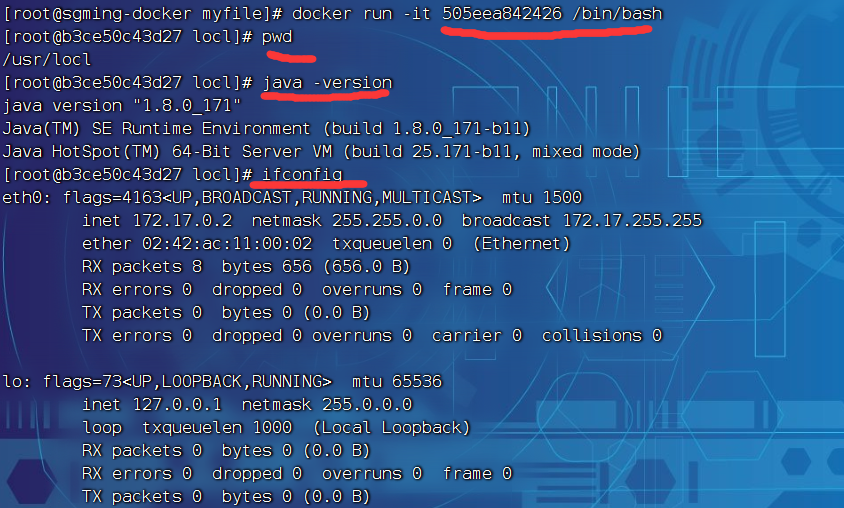 [root@sgming-docker myfile]# docker run -it 505eea842426 /bin/bash
[root@b3ce50c43d27 locl]# pwd
/usr/locl
[root@b3ce50c43d27 locl]# java -version
java version "1.8.0_171"
Java(TM) SE Runtime Environment (build 1.8.0_171-b11)
Java HotSpot(TM) 64-Bit Server VM (build 25.171-b11, mixed mode)
[root@b3ce50c43d27 locl]# ifconfig
eth0: flags=4163<UP,BROADCAST,RUNNING,MULTICAST>  mtu 1500
        inet 172.17.0.2  netmask 255.255.0.0  broadcast 172.17.255.255
        ether 02:42:ac:11:00:02  txqueuelen 0  (Ethernet)
        RX packets 8  bytes 656 (656.0 B)
        RX errors 0  dropped 0  overruns 0  frame 0
        TX packets 0  bytes 0 (0.0 B)
        TX errors 0  dropped 0 overruns 0  carrier 0  collisions 0

lo: flags=73<UP,LOOPBACK,RUNNING>  mtu 65536
        inet 127.0.0.1  netmask 255.0.0.0
        loop  txqueuelen 1000  (Local Loopback)
        RX packets 0  bytes 0 (0.0 B)
        RX errors 0  dropped 0  overruns 0  frame 0
        TX packets 0  bytes 0 (0.0 B)